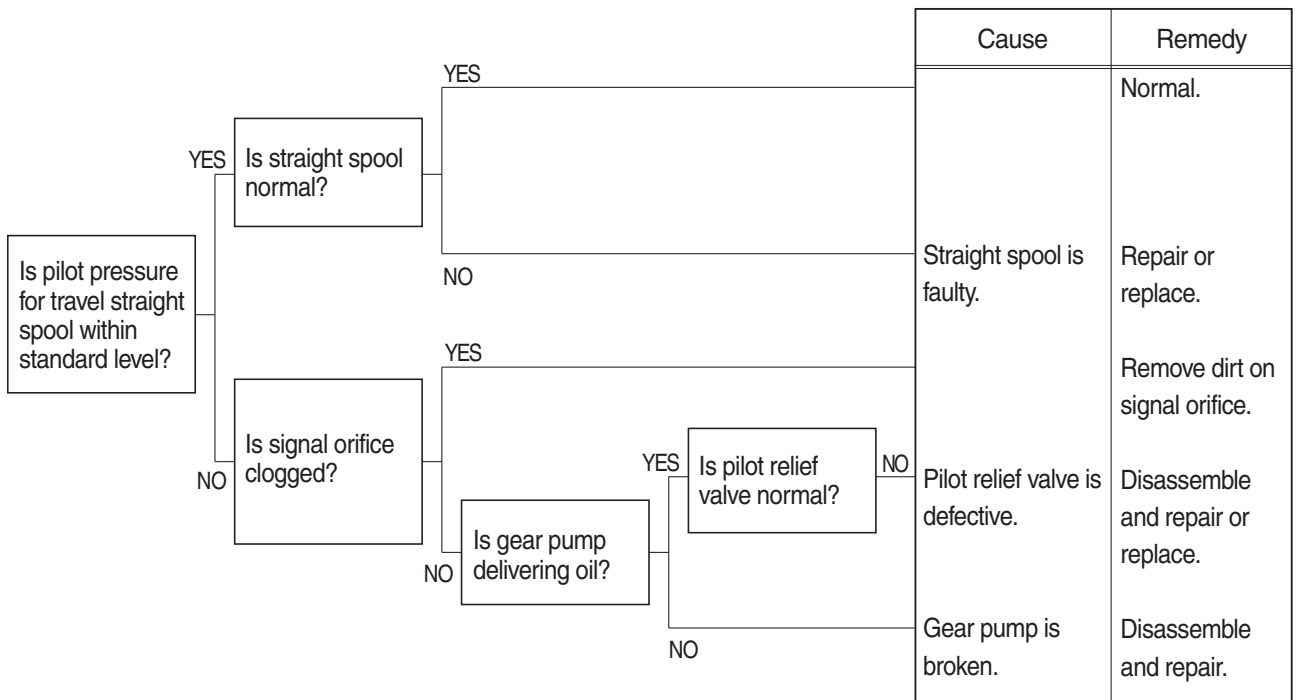 Cause
Remedy
YES
Normal.
YES
Is straight spool
normal?
NO
Straight spool is
faulty.
Repair or
replace.
Is pilot pressure
for travel straight
spool within
standard level?
YES
Remove dirt on
signal orifice.
NO
Is signal orifice
clogged?
YES
Is pilot relief
valve normal?
NO
Pilot relief valve is
defective.
Disassemble
and repair or
replace.
NO
Is gear pump
delivering oil?
NO
Gear pump is
broken.
Disassemble
and repair.